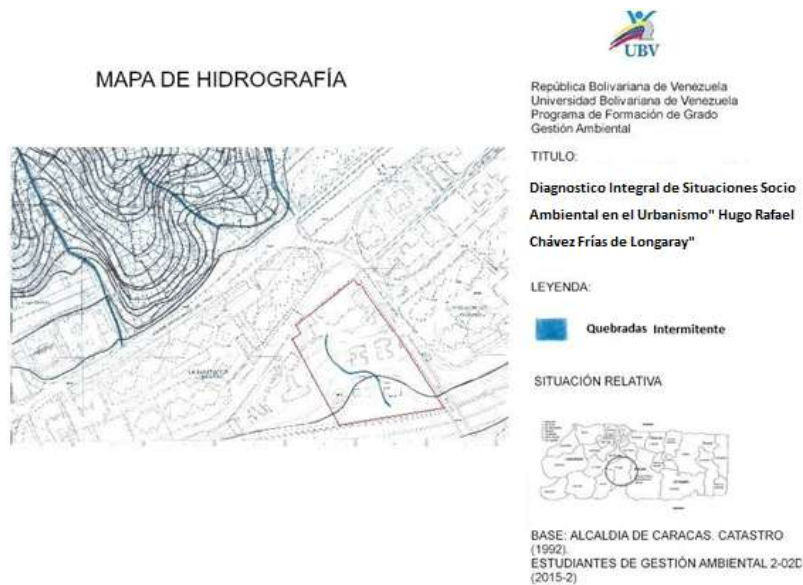 UBV
MAPA DE HIDROGRAFÍA
República Bolivariana de Venezuela
Universidad Bolivariana de Venezuela
Programa de Formación de Grado
Gestión Ambiental
TITULO:
Diagnostico Integral de Situaciones Socio
Ambiental en el Urbanismo" Hugo Rafael
Chávez Frías de Longaray"
LEYENDA:
Quebradas Intermitente
SITUACIÓN RELATIVA
BASE: ALCALDIA DE CARACAS. CATASTRO
(1992).
ESTUDIANTES DE GESTIÓN AMBIENTAL 2-02D
(2015-2)